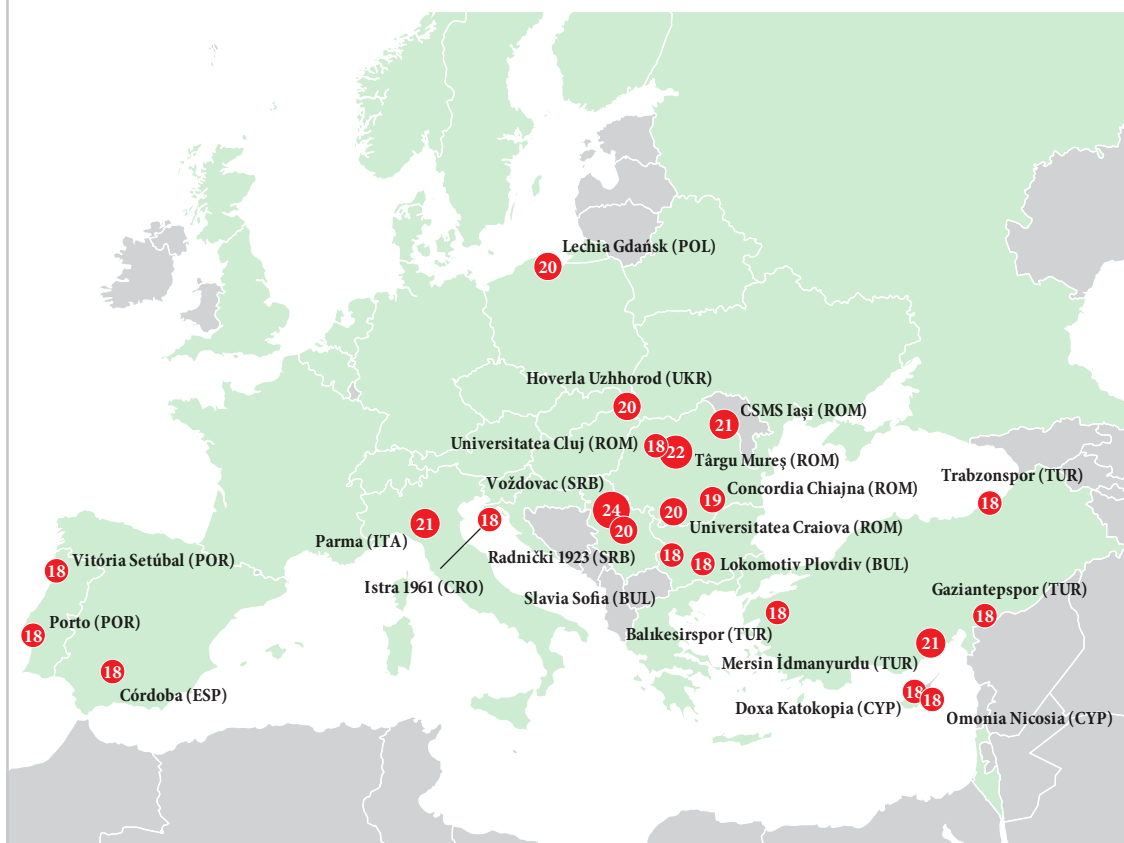 Lechia Gdańsk (POL)
20
Hoverla Uzhhorod (UKR)
20
CSMS Iași (ROM)
21
Universitatea Cluj (ROM)
18
22
Târgu Mureș (ROM)
Voždovac (SRB)
24
Concordia Chiajna (ROM)
19
Trabzonspor (TUR)
18
20
Universitatea Craiova (ROM)
21
Parma (ITA)
18
Istra 1961 (CRO)
20
Radnički 1923 (SRB)
Vitória Setúbal (POR)
18
18
Slavia Sofia (BUL)
18
Lokomotiv Plovdiv (BUL)
Gaziantepspor (TUR)
18
Porto (POR)
18
18
Balıkesirspor (TUR)
21
Mersin İdmanyurdu (TUR)
18
Córdoba (ESP)
Doxa Katokopia (CYP)
18
18
Omonia Nicosia (CYP)